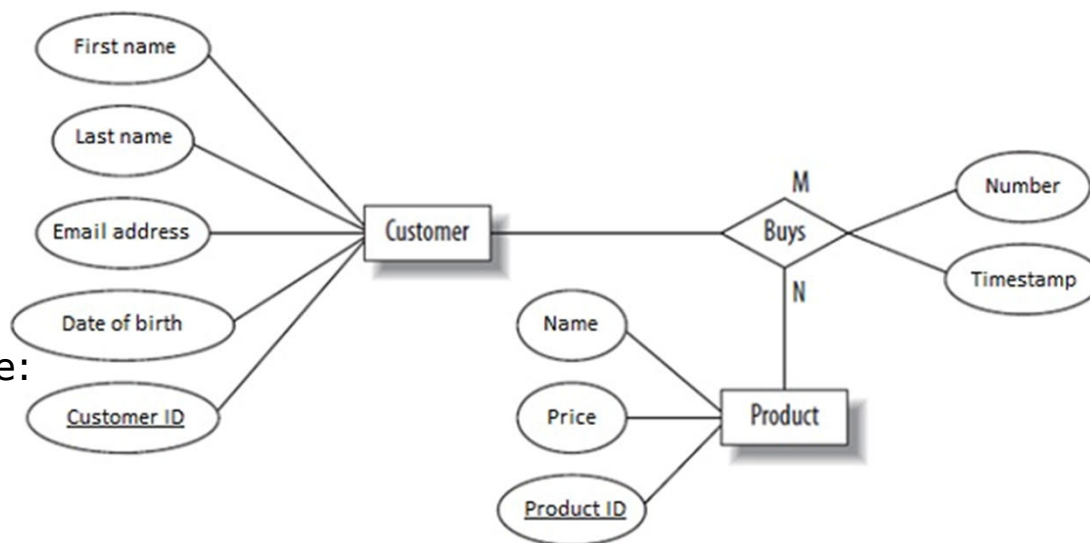 First name
Last name
Email address
Date of birth
Customer ID
Customer
M
Buys
N
Number
Timestamp
Name
Price
Product ID
Product
e: